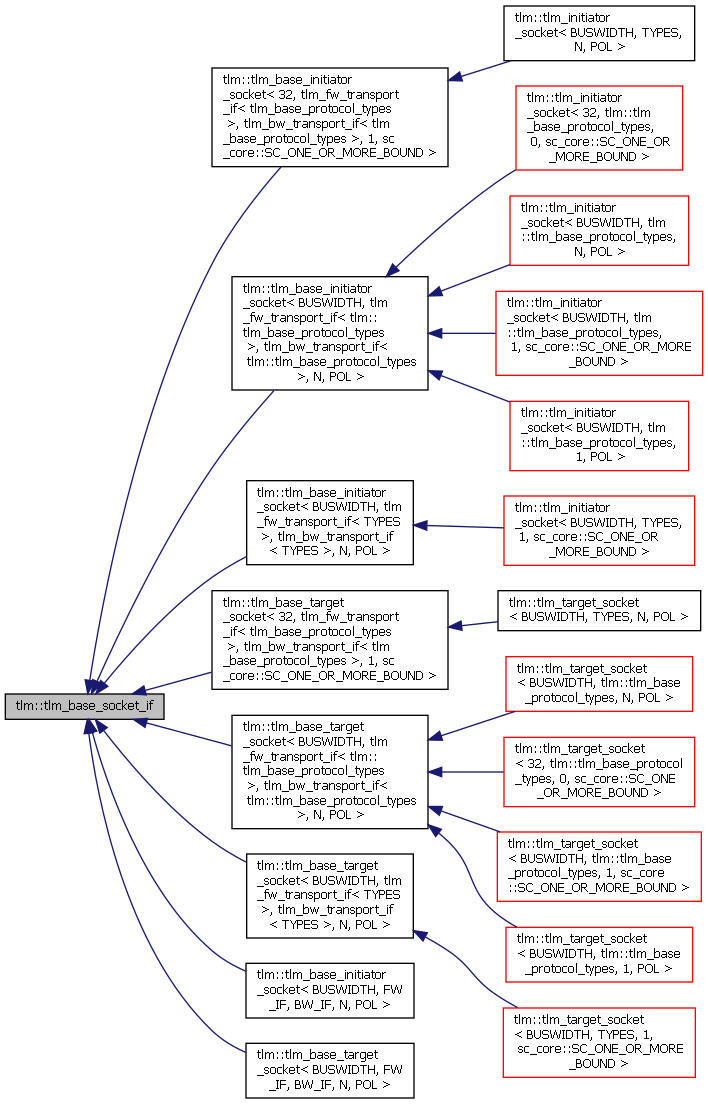 tlm::tlm_initiator
_socket< BUSWIDTH, TYPES,
N, POL >
tlm::tlm_base_initiator
_socket< 32, tlm_fw_transport
_if< tlm_base_protocol_types
>, tlm_bw_transport_if< tlm
_base_protocol_types >, 1, sc
_core::SC_ONE_OR_MORE_BOUND >
tlm::tlm_initiator
_socket< 32, tlm::tlm
_base_protocol_types,
0, sc_core::SC_ONE_OR
_MORE_BOUND >
tlm::tlm_initiator
_socket< BUSWIDTH, tlm
::tlm_base_protocol_types,
N, POL >
tlm::tlm_base_initiator
_socket< BUSWIDTH, tlm
_fw_transport_if< tlm::
tlm_base_protocol_types
>, tlm_bw_transport_if<
tlm::tlm_base_protocol_types
>, N, POL >
tlm::tlm_initiator
_socket< BUSWIDTH, tlm
::tlm_base_protocol_types,
1, sc_core::SC_ONE_OR_MORE
_BOUND >
tlm::tlm_initiator
_socket< BUSWIDTH, tlm
::tlm_base_protocol_types,
1, POL >
tlm::tlm_base_initiator
_socket< BUSWIDTH, tlm
_fw_transport_if< TYPES
>, tlm_bw_transport_if
< TYPES >, N, POL >
tlm::tlm_initiator
_socket< BUSWIDTH, TYPES,
1, sc_core::SC_ONE_OR
_MORE_BOUND >
tlm::tlm_base_target
_socket< 32, tlm_fw_transport
_if< tlm_base_protocol_types
>, tlm_bw_transport_if< tlm
_base_protocol_types >, 1, sc
_core::SC_ONE_OR_MORE_BOUND >
tlm::tlm_target_socket
< BUSWIDTH, TYPES, N, POL >
tlm::tlm_base_socket_if
tlm::tlm_target_socket
< BUSWIDTH, tlm::tlm_base
_protocol_types, N, POL >
tlm::tlm_base_target
_socket< BUSWIDTH, tlm
_fw_transport_if< tlm::
tlm_base_protocol_types
>, tlm_bw_transport_if<
tlm::tlm_base_protocol_types
>, N, POL >
tlm::tlm_target_socket
< 32, tlm::tlm_base_protocol
_types, 0, sc_core::SC_ONE
_OR_MORE_BOUND >
tlm::tlm_target_socket
< BUSWIDTH, tlm::tlm_base
_protocol_types, 1, sc_core
::SC_ONE_OR_MORE_BOUND >
tlm::tlm_base_target
_socket< BUSWIDTH, tlm
_fw_transport_if< TYPES
>, tlm_bw_transport_if
< TYPES >, N, POL >
tlm::tlm_target_socket
< BUSWIDTH, tlm::tlm_base
_protocol_types, 1, POL >
tlm::tlm_base_initiator
_socket< BUSWIDTH, FW
_IF, BW_IF, N, POL >
tlm::tlm_target_socket
< BUSWIDTH, TYPES, 1,
sc_core::SC_ONE_OR_MORE
_BOUND >
tlm::tlm_base_target
_socket< BUSWIDTH, FW
_IF, BW_IF, N, POL >